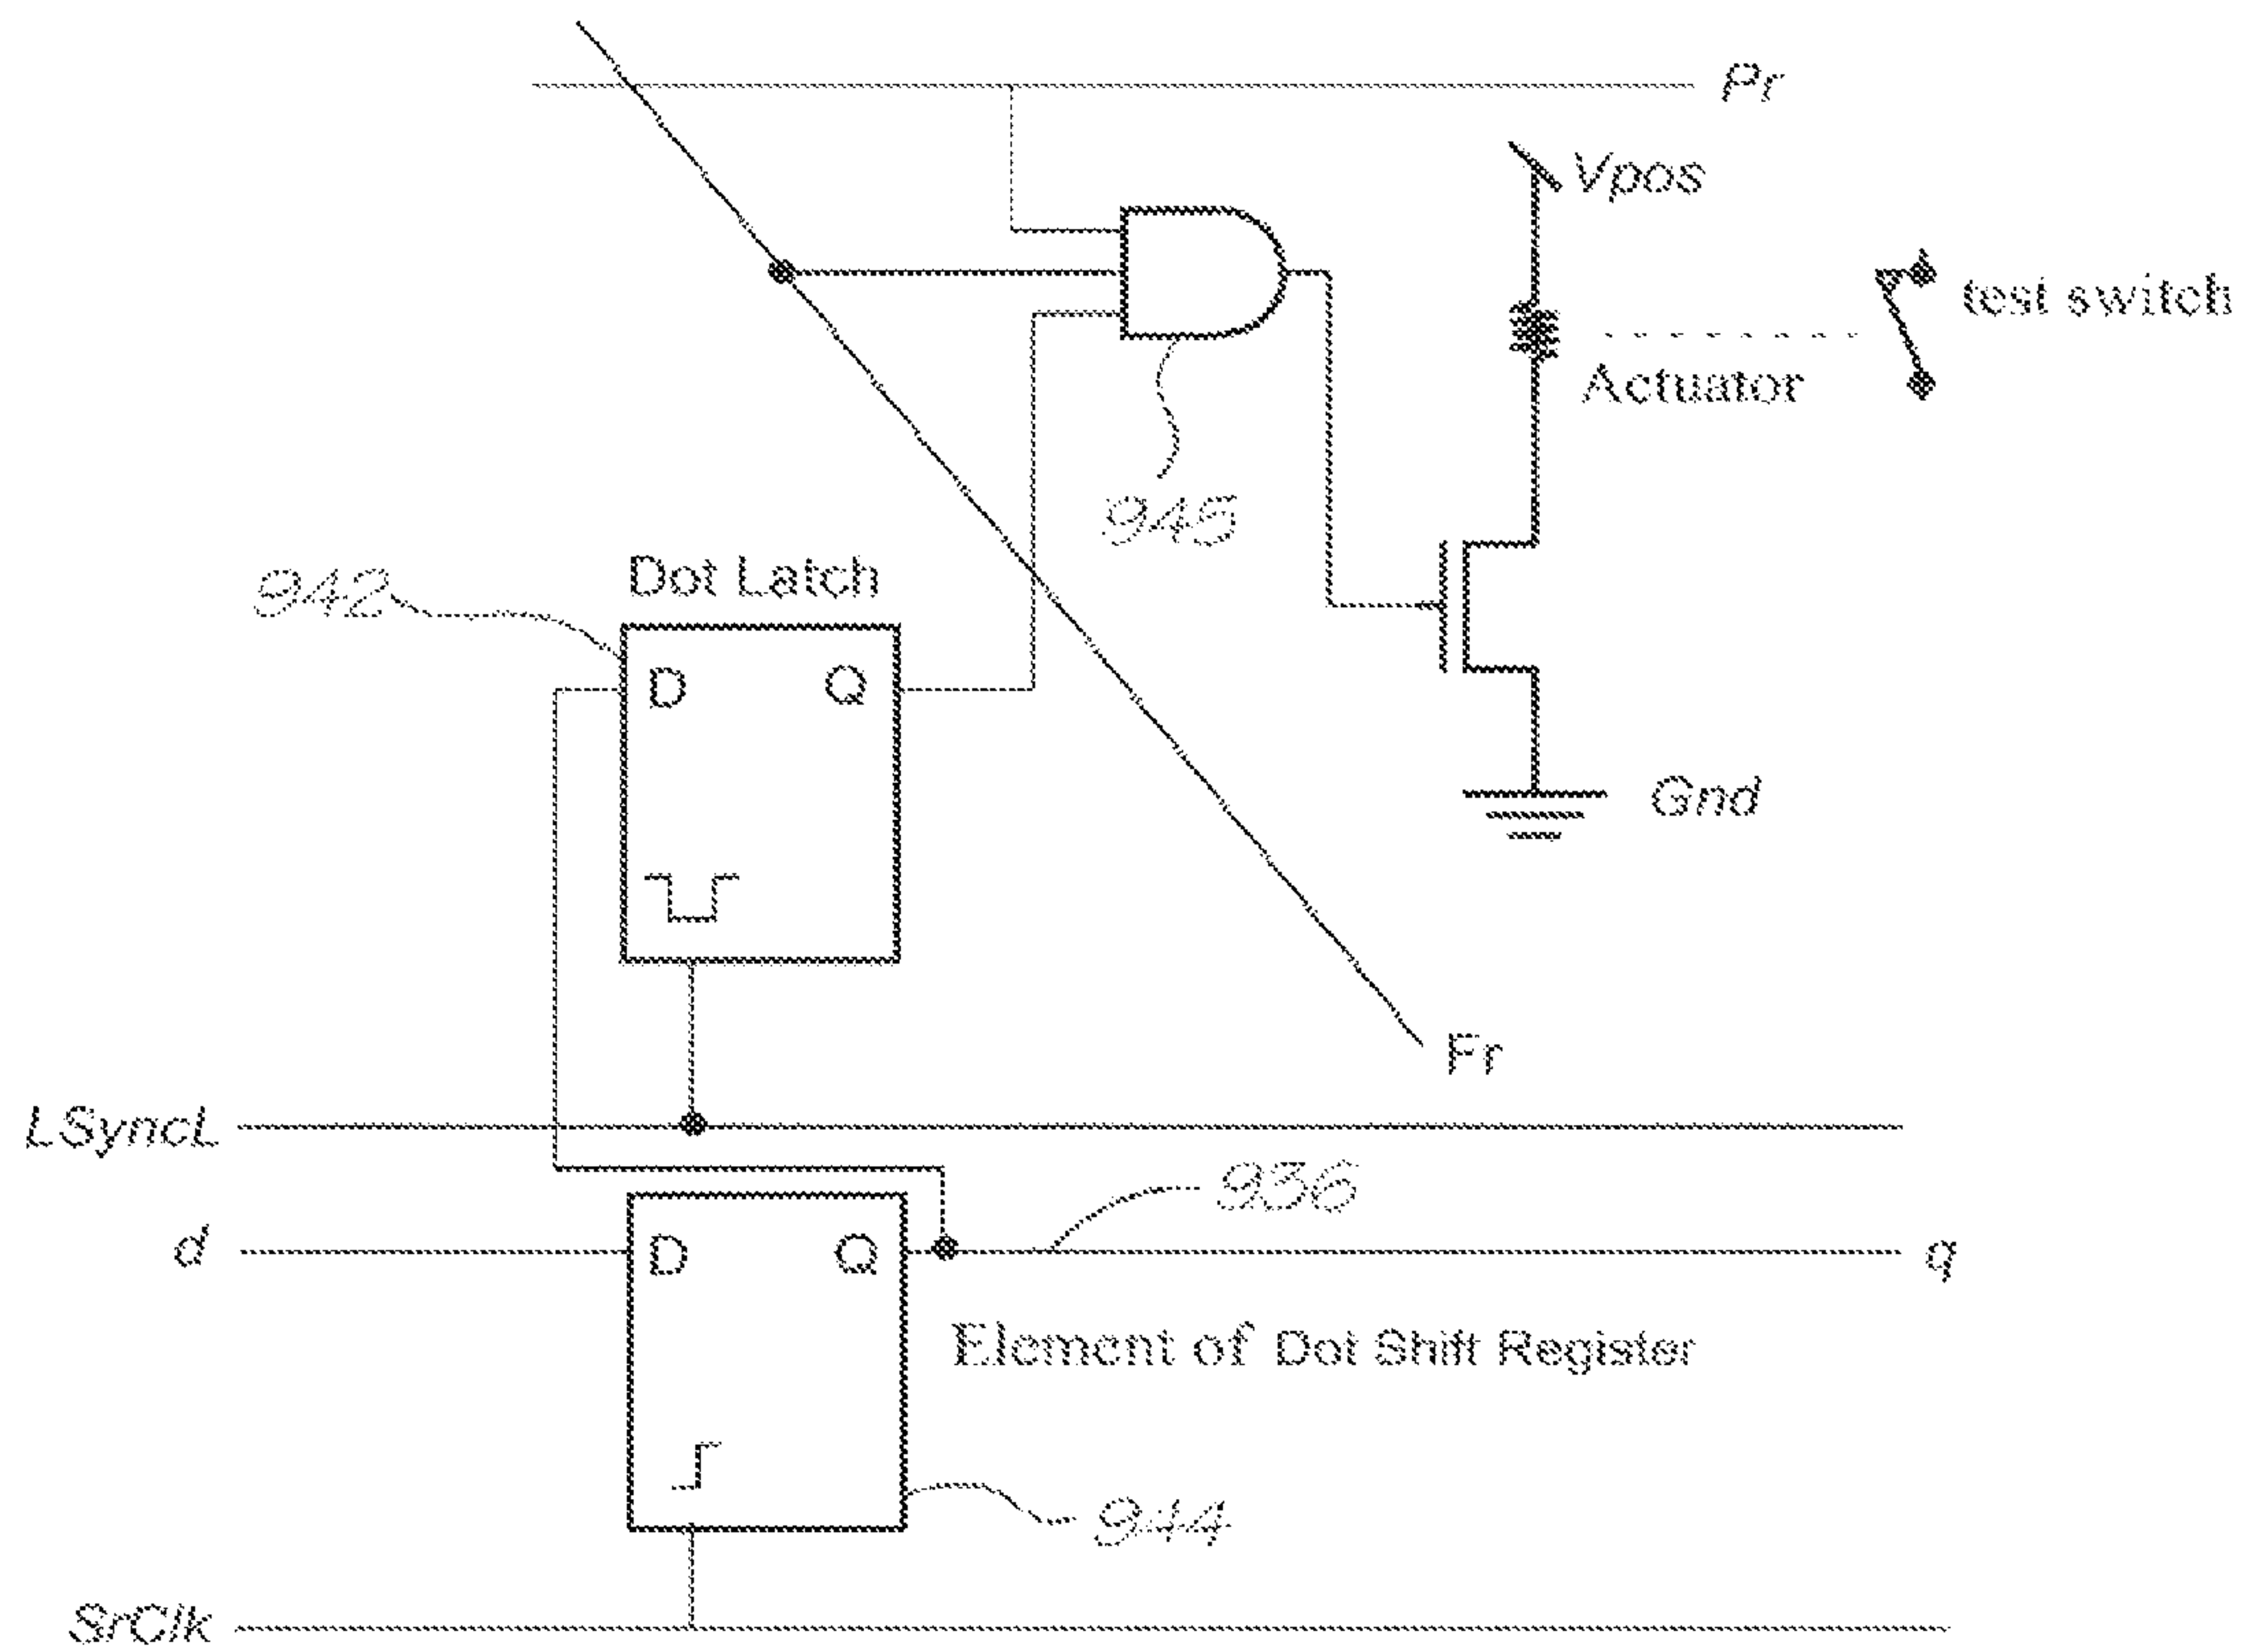 Pr
Vpos
test switch
Actuator
945
942
Dot Latch
D Q
Gnd
Fr
LSyncL
936
d
D Q
q
Element of Dot Shift Register
944
SrClk